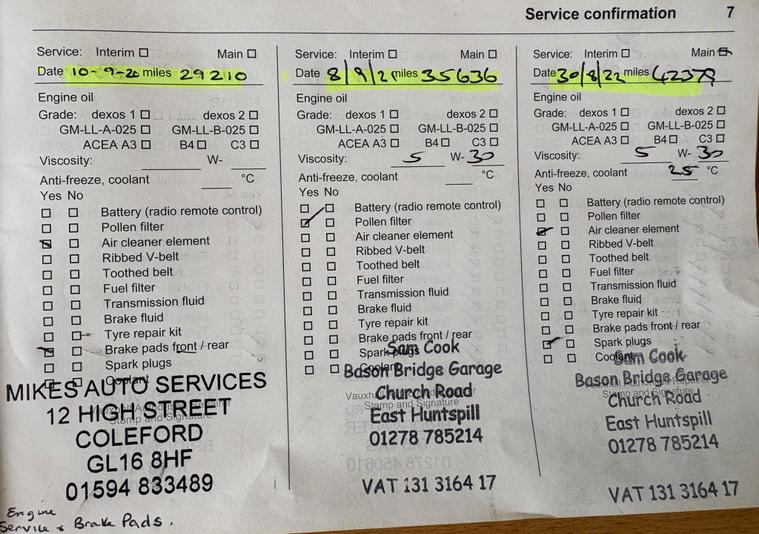 Service confirmation 7
Service: Interim Main
Date 10-9-20 miles 29210
Engine oil
Grade: dexos 1 dexos 2
GM-LL-A-025 GM-LL-B-025
ACEA A3 B4 C3
Viscosity: W-
Anti-freeze, coolant °C
Yes No
Battery (radio remote control)
Pollen filter
Air cleaner element
Ribbed V-belt
Toothed belt
Fuel filter
Transmission fluid
Brake fluid
Tyre repair kit
Brake pads front / rear
Spark plugs
Coolant
Stamp and Signature
MIKES AUTO SERVICES
12 HIGH STREET
COLEFORD
GL16 8HF
01594 833489
Engine
Service & Brake Pads.
Service: Interim Main
Date 8/9/2 miles 35636
Engine oil
Grade: dexos 1 dexos 2
GM-LL-A-025 GM-LL-B-025
ACEA A3 B4 C3
Viscosity: 5 W- 30
Anti-freeze, coolant °C
Yes No
Battery (radio remote control)
Pollen filter
Air cleaner element
Ribbed V-belt
Toothed belt
Fuel filter
Transmission fluid
Brake fluid
Tyre repair kit
Brake pads front / rear
Spark plugs
Coolant
Stamp and Signature
Sam Cook
Bason Bridge Garage
Church Road
East Huntspill
01278 785214
VAT 131 3164 17
Service: Interim Main
Date 30/8/22 miles 42379
Engine oil
Grade: dexos 1 dexos 2
GM-LL-A-025 GM-LL-B-025
ACEA A3 B4 C3
Viscosity: 5 W- 30
Anti-freeze, coolant 25 °C
Yes No
Battery (radio remote control)
Pollen filter
Air cleaner element
Ribbed V-belt
Toothed belt
Fuel filter
Transmission fluid
Brake fluid
Tyre repair kit
Brake pads front / rear
Spark plugs
Coolant
Stamp and Signature
Sam Cook
Bason Bridge Garage
Church Road
East Huntspill
01278 785214
VAT 131 3164 17